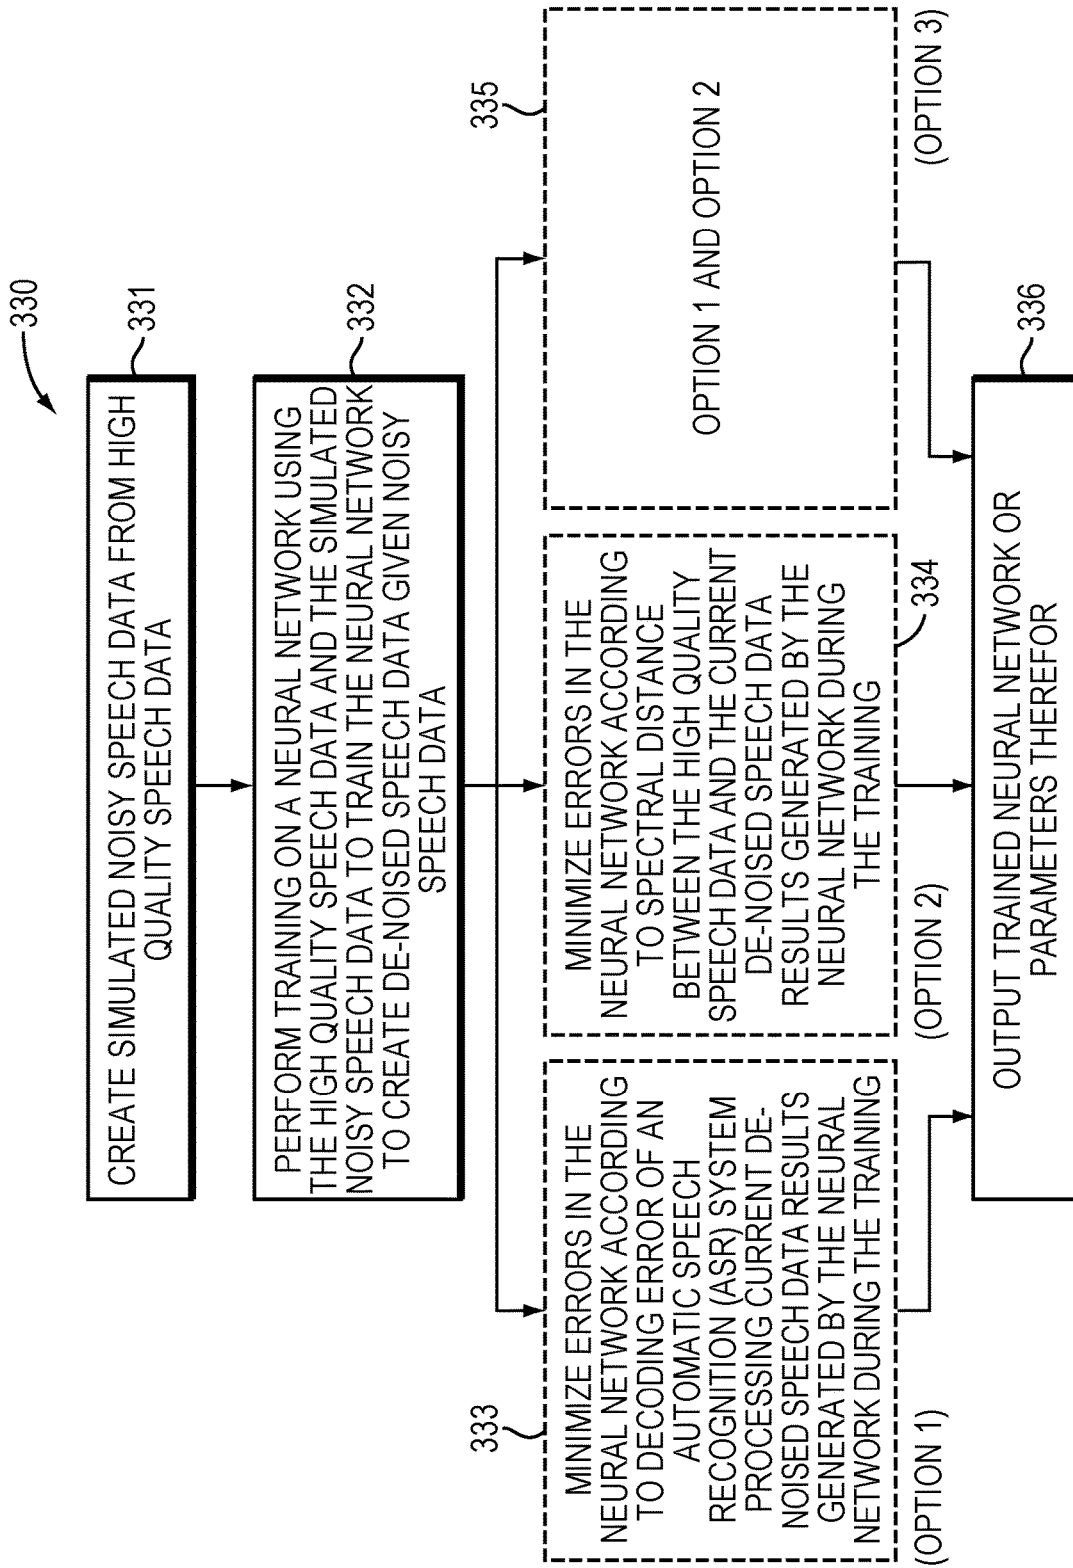 330
CREATE SIMULATED NOISY SPEECH DATA FROM HIGH
QUALITY SPEECH DATA
331
PERFORM TRAINING ON A NEURAL NETWORK USING
THE HIGH QUALITY SPEECH DATA AND THE SIMULATED
NOISY SPEECH DATA TO TRAIN THE NEURAL NETWORK
TO CREATE DE-NOISED SPEECH DATA GIVEN NOISY
SPEECH DATA
332
333
MINIMIZE ERRORS IN THE
NEURAL NETWORK ACCORDING
TO DECODING ERROR OF AN
AUTOMATIC SPEECH
RECOGNITION (ASR) SYSTEM
PROCESSING CURRENT DE-
NOISED SPEECH DATA RESULTS
GENERATED BY THE NEURAL
NETWORK DURING THE TRAINING
(OPTION 1)
MINIMIZE ERRORS IN THE
NEURAL NETWORK ACCORDING
TO SPECTRAL DISTANCE
BETWEEN THE HIGH QUALITY
SPEECH DATA AND THE CURRENT
DE-NOISED SPEECH DATA
RESULTS GENERATED BY THE
NEURAL NETWORK DURING
THE TRAINING
(OPTION 2)
334
335
OPTION 1 AND OPTION 2
(OPTION 3)
OUTPUT TRAINED NEURAL NETWORK OR
PARAMETERS THEREFOR
336